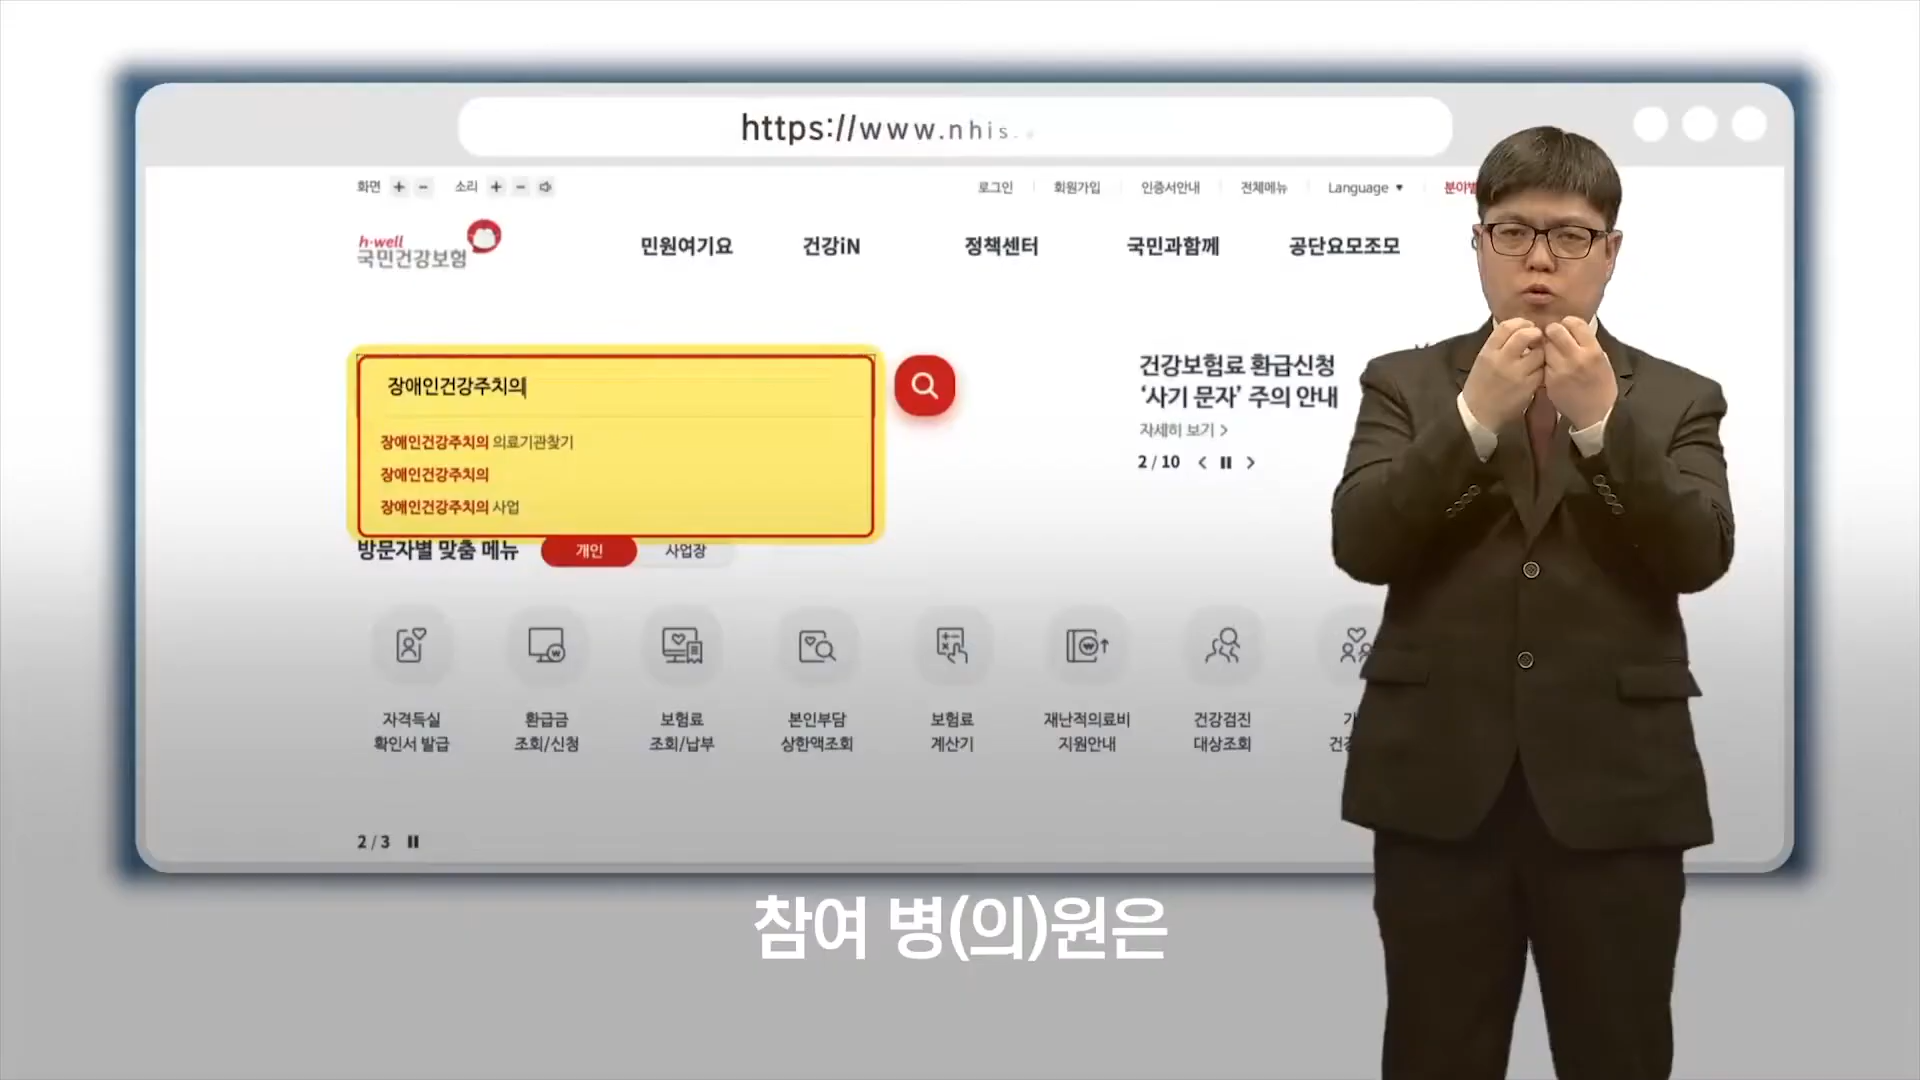 https://www.nhis.
화면 + − 소리 + −
로그인 회원가입 인증서안내 전체메뉴 Language ▼
h·well
국민건강보험
민원여기요 건강iN 정책센터 국민과함께 공단요모조모
장애인건강주치의
장애인건강주치의 의료기관찾기
장애인건강주치의
장애인건강주치의 사업
건강보험료 환급신청
‘사기 문자’ 주의 안내
자세히 보기 >
2 / 10
방문자별 맞춤 메뉴 개인 사업장
자격득실
확인서 발급
환급금
조회/신청
보험료
조회/납부
본인부담
상한액조회
보험료
계산기
재난적의료비
지원안내
건강검진
대상조회
2 / 3
참여 병(의)원은